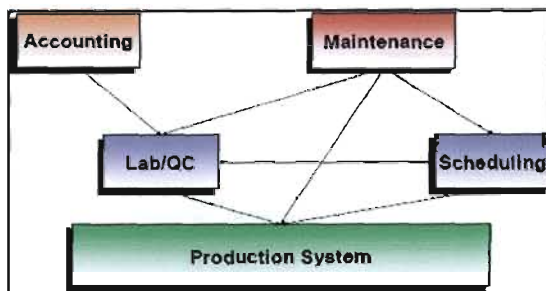 Accounting
Maintenance
Lab/QC
Scheduling
Production System